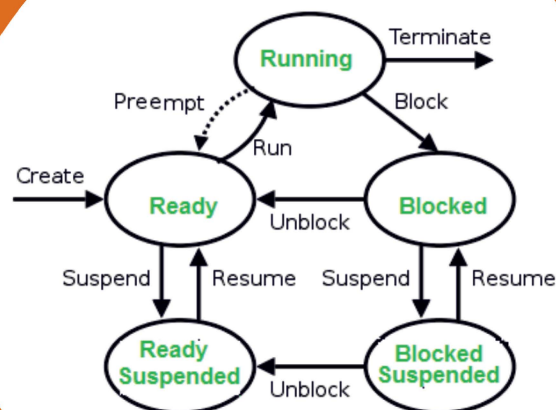 Running
Terminate
Preempt
Block
Run
Create
Ready
Blocked
Unblock
Suspend
Resume
Suspend
Resume
Ready
Suspended
Blocked
Suspended
Unblock